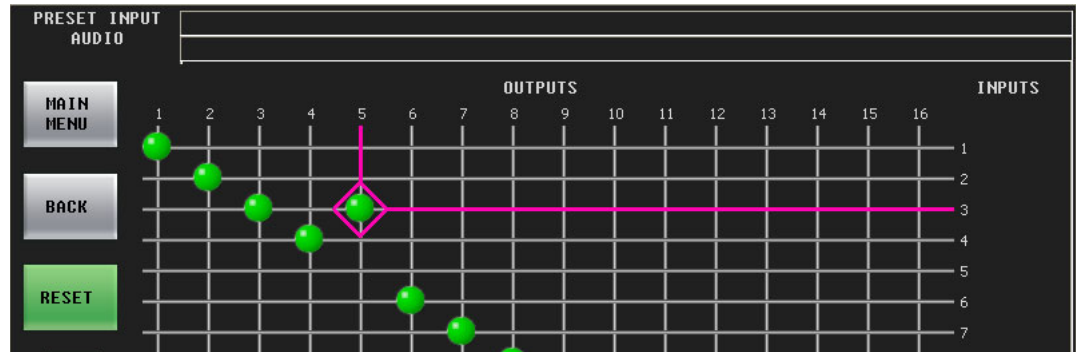 PRESET INPUT
AUDIO
OUTPUTS
INPUTS
MAIN
MENU
1 2 3 4 5 6 7 8 9 10 11 12 13 14 15 16
1
2
BACK
3
4
5
RESET
6
7